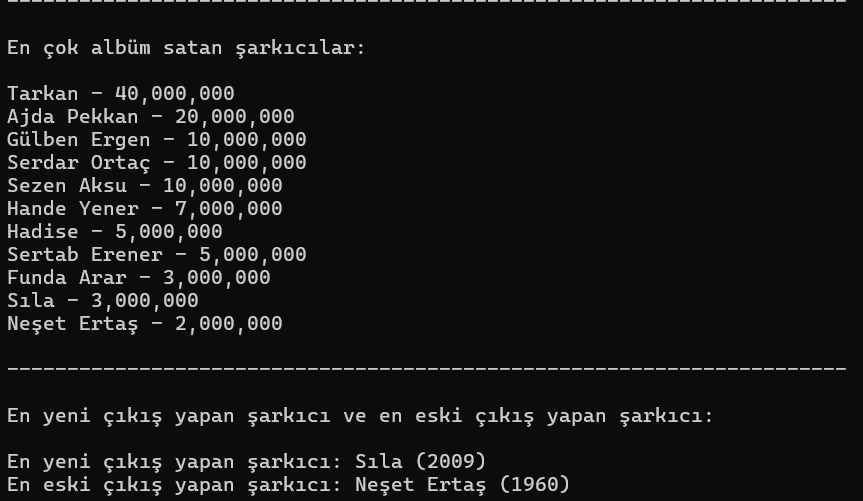 En çok albüm satan şarkıcılar:
Tarkan - 40,000,000
Ajda Pekkan - 20,000,000
Gülben Ergen - 10,000,000
Serdar Ortaç - 10,000,000
Sezen Aksu - 10,000,000
Hande Yener - 7,000,000
Hadise - 5,000,000
Sertab Erener - 5,000,000
Funda Arar - 3,000,000
Sıla - 3,000,000
Neşet Ertaş - 2,000,000
----------------------------------------------------------------------
En yeni çıkış yapan şarkıcı ve en eski çıkış yapan şarkıcı:
En yeni çıkış yapan şarkıcı: Sıla (2009)
En eski çıkış yapan şarkıcı: Neşet Ertaş (1960)